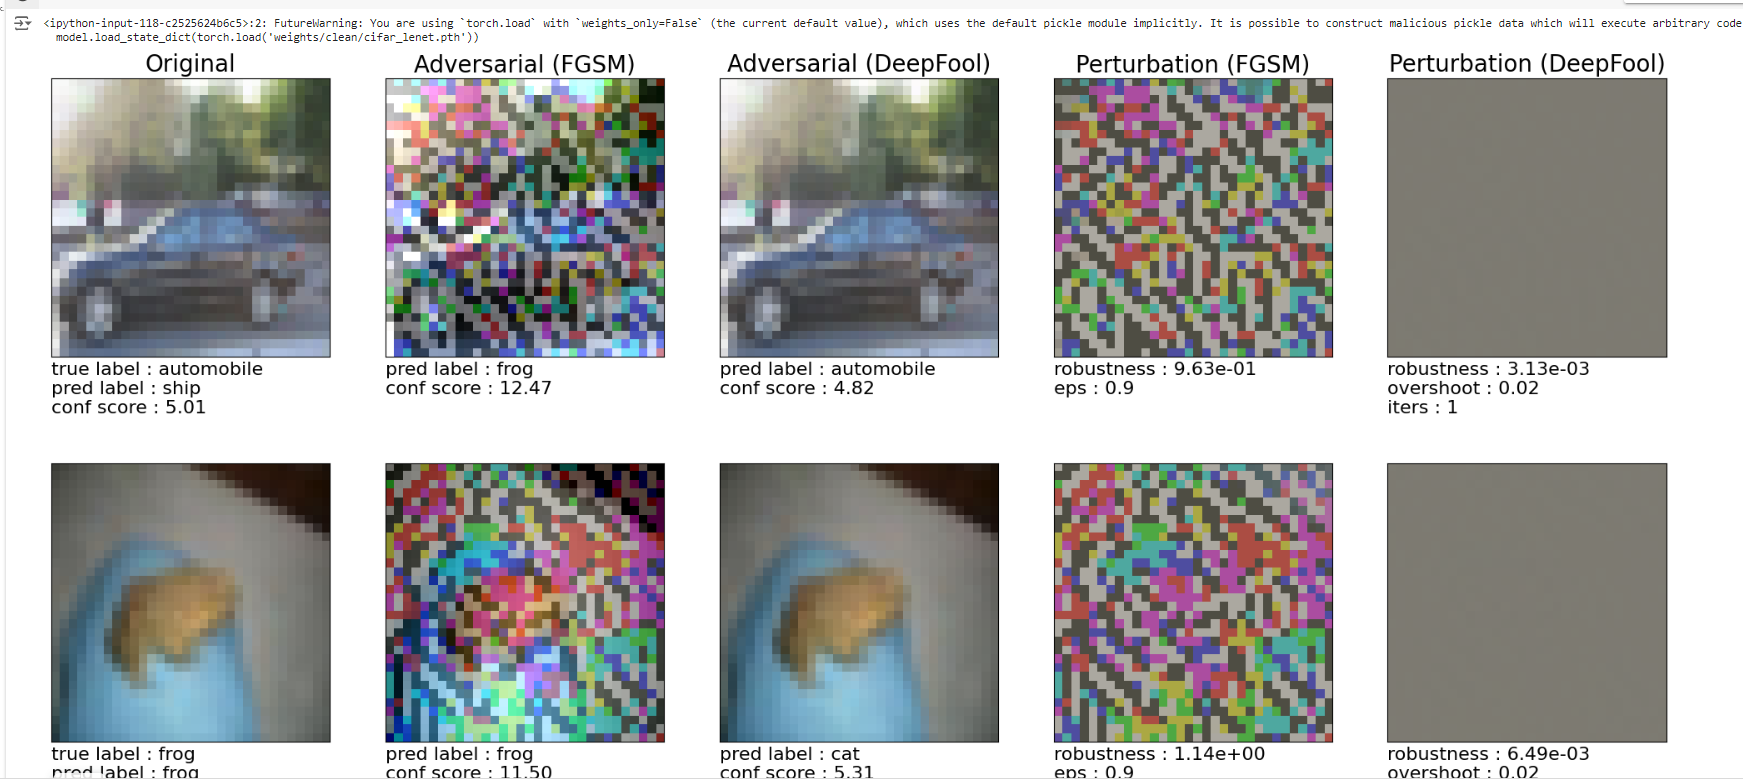 <ipython-input-118-c2525624b6c5>:2: FutureWarning: You are using `torch.load` with `weights_only=False` (the current default value), which uses the default pickle module implicitly. It is possible to construct malicious pickle data which will execute arbitrary code
model.load_state_dict(torch.load('weights/clean/cifar_lenet.pth'))
Original
Adversarial (FGSM)
Adversarial (DeepFool)
Perturbation (FGSM)
Perturbation (DeepFool)
true label : automobile
pred label : ship
conf score : 5.01
pred label : frog
conf score : 12.47
pred label : automobile
conf score : 4.82
robustness : 9.63e-01
eps : 0.9
robustness : 3.13e-03
overshoot : 0.02
iters : 1
true label : frog
pred label : frog
pred label : frog
conf score : 11.50
pred label : cat
conf score : 5.31
robustness : 1.14e+00
eps : 0.9
robustness : 6.49e-03
overshoot : 0.02